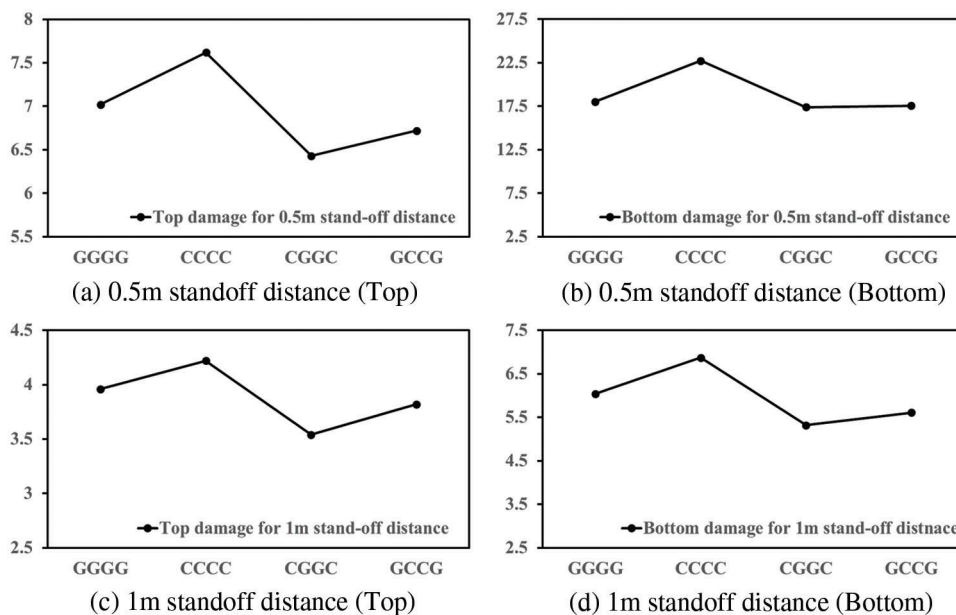 8
7.5
7
6.5
6
5.5
Top damage for 0.5m stand-off distance
GGGG CCCC CGGC GCCG
(a) 0.5m standoff distance (Top)
27.5
22.5
17.5
12.5
7.5
2.5
Bottom damage for 0.5m stand-off distance
GGGG CCCC CGGC GCCG
(b) 0.5m standoff distance (Bottom)
4.5
4
3.5
3
2.5
Top damage for 1m stand-off distance
GGGG CCCC CGGC GCCG
(c) 1m standoff distance (Top)
7.5
6.5
5.5
4.5
3.5
2.5
Bottom damage for 1m stand-off distnace
GGGG CCCC CGGC GCCG
(d) 1m standoff distance (Bottom)